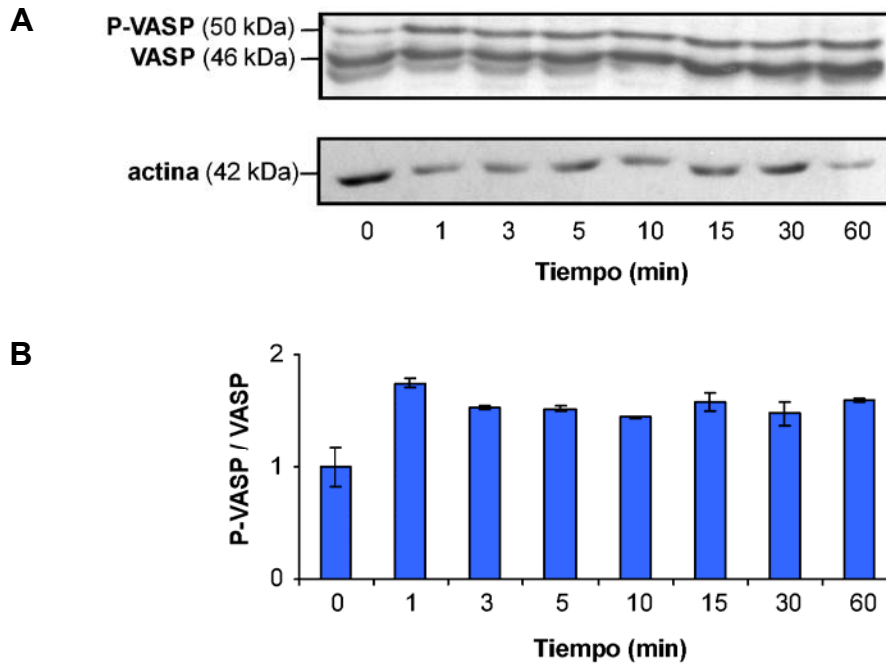 A
P-VASP (50 kDa)
VASP (46 kDa)
actina (42 kDa)
0 1 3 5 10 15 30 60
Tiempo (min)
B
P-VASP / VASP
2
1
0
0 1 3 5 10 15 30 60
Tiempo (min)